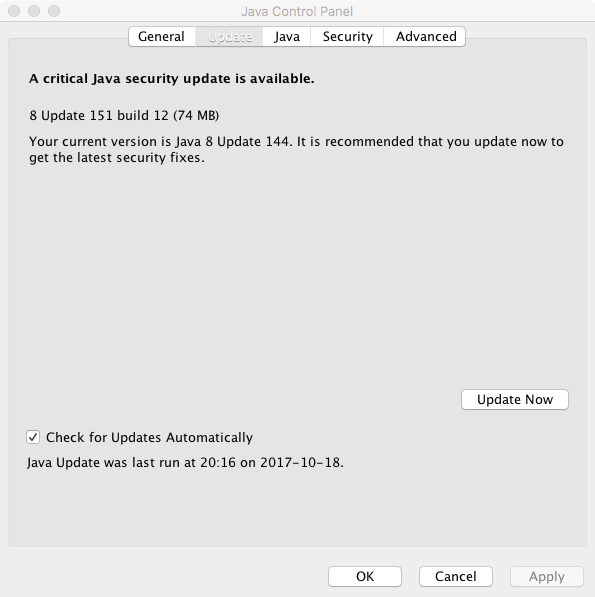 Java Control Panel
General Update Java Security Advanced
A critical Java security update is available.
8 Update 151 build 12 (74 MB)
Your current version is Java 8 Update 144. It is recommended that you update now to
get the latest security fixes.
Update Now
Check for Updates Automatically
Java Update was last run at 20:16 on 2017-10-18.
OK Cancel Apply